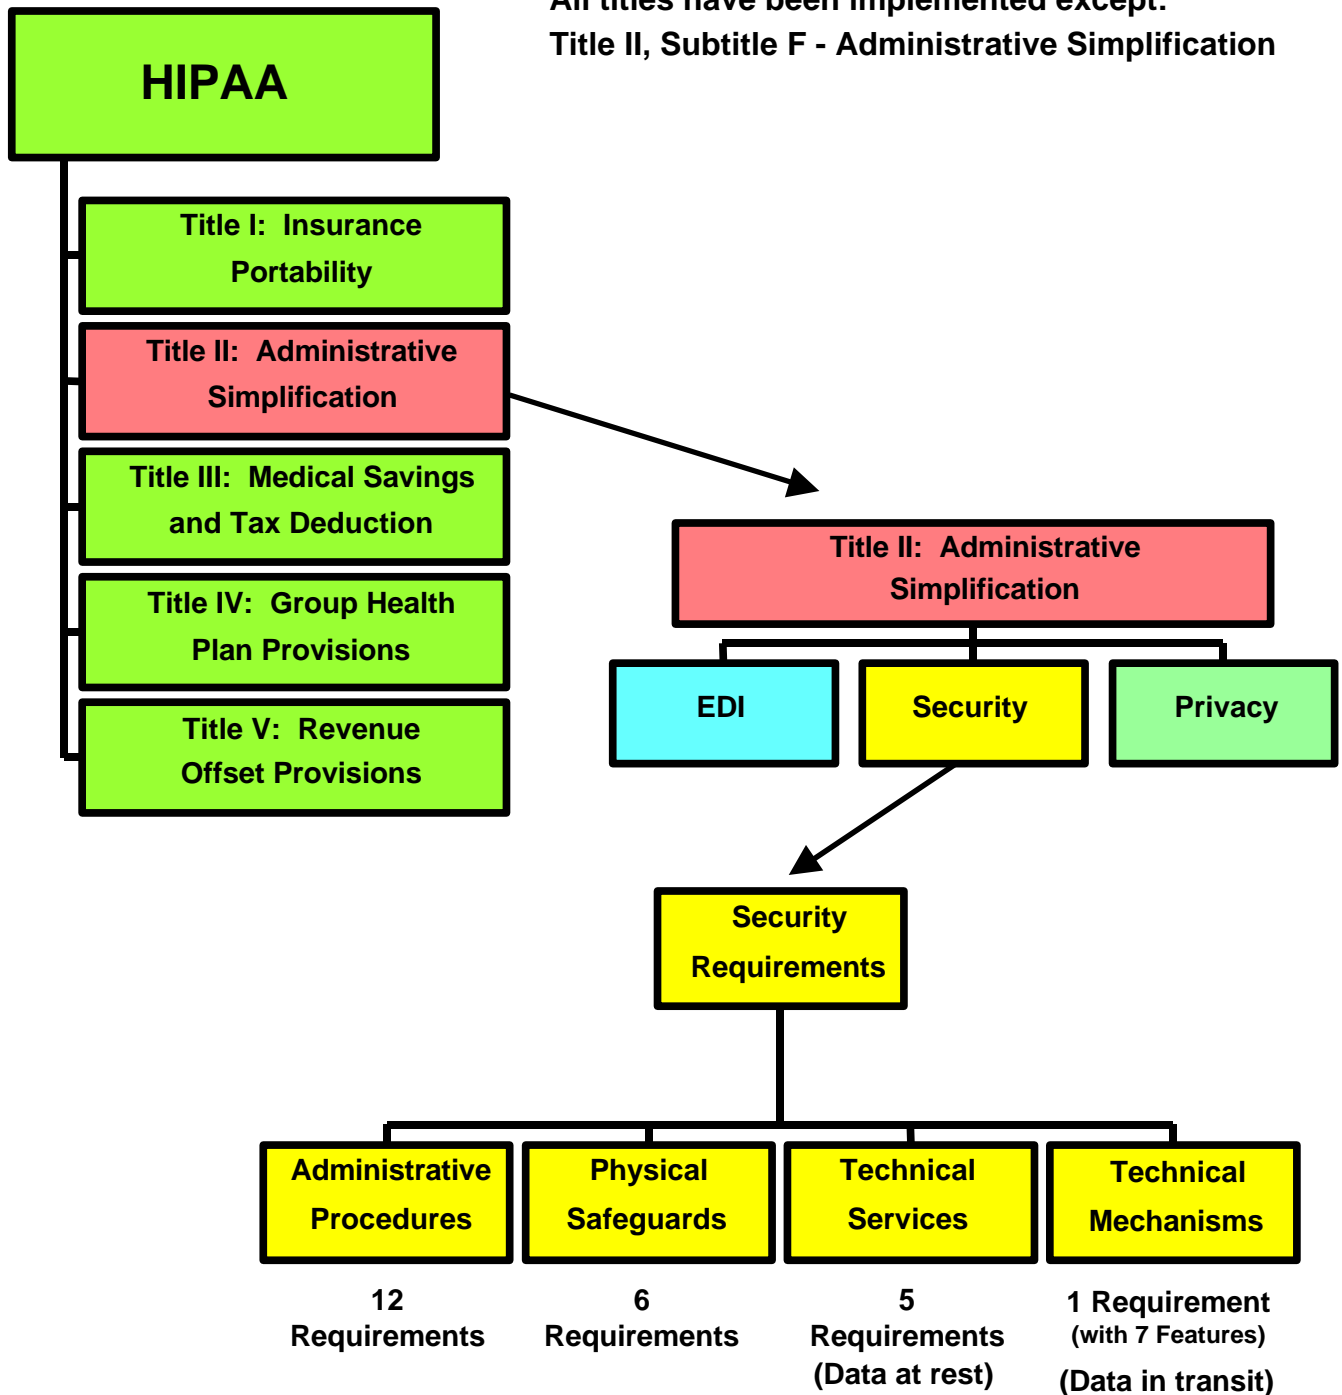 All titles have been implemented except:
Title II, Subtitle F - Administrative Simplification
HIPAA
Title I: Insurance
Portability
Title II: Administrative
Simplification
Title III: Medical Savings
and Tax Deduction
Title IV: Group Health
Plan Provisions
Title V: Revenue
Offset Provisions
Title II: Administrative
Simplification
EDI
Security
Privacy
Security
Requirements
Administrative
Procedures
Physical
Safeguards
Technical
Services
Technical
Mechanisms
12
Requirements
6
Requirements
5
Requirements
(Data at rest)
1 Requirement
(with 7 Features)
(Data in transit)